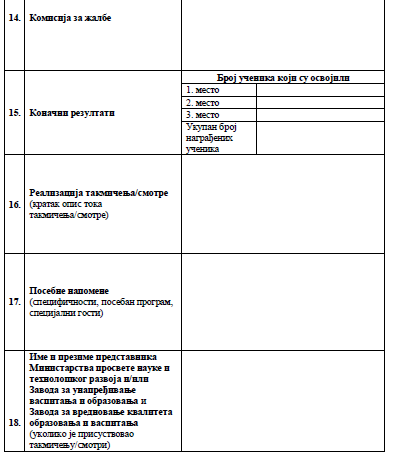 14. Комисија за жалбе
Број ученика који су освојили
1. место
2. место
15. Коначни резултати
3. место
Укупан број
награђених
ученика
16. Реализација такмичења/смотре
(кратак опис тока
такмичења/смотре)
17. Посебне напомене
(специфичности, посебан програм,
специјални гости)
18. Име и презиме представника
Министарства просвете науке и
технолошког развоја и/или
Завода за унапређивање
васпитања и образовања и
Завода за вредновање квалитета
образовања и васпитања
(уколико је присуствовао
такмичењу/смотри)